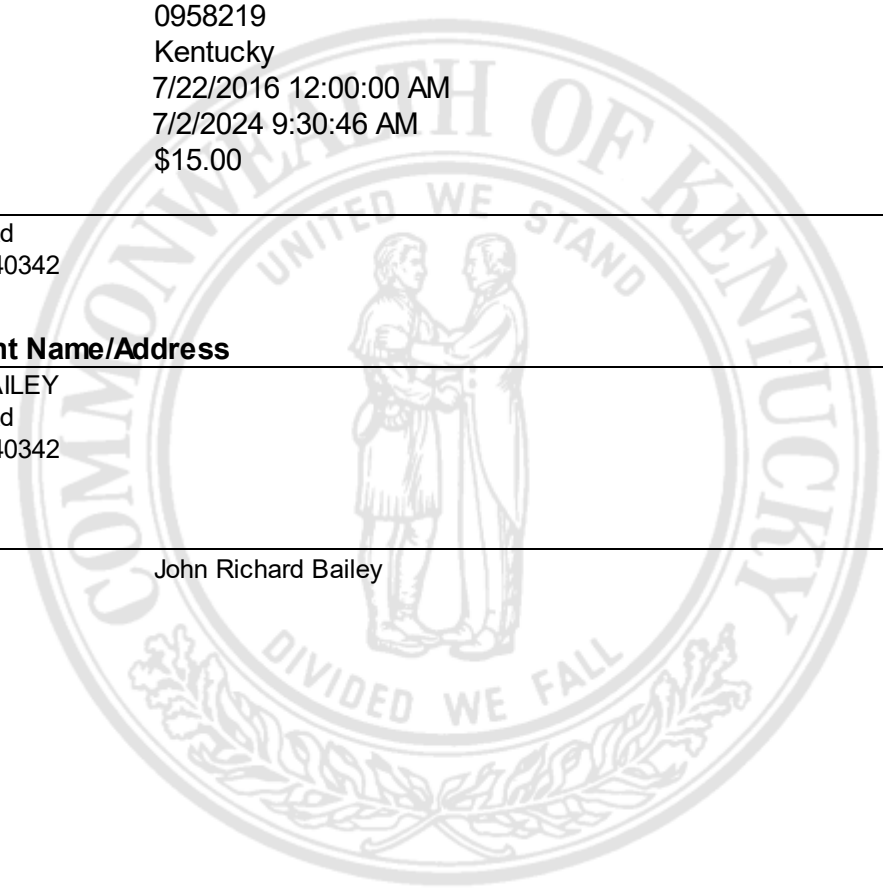 0958219
Kentucky
7/22/2016 12:00:00 AM
7/2/2024 9:30:46 AM
$15.00
d
40342
nt Name/Address
AILEY
d
40342
John Richard Bailey
COMMONWEALTH OF KENTUCKY
UNITED WE STAND
DIVIDED WE FALL